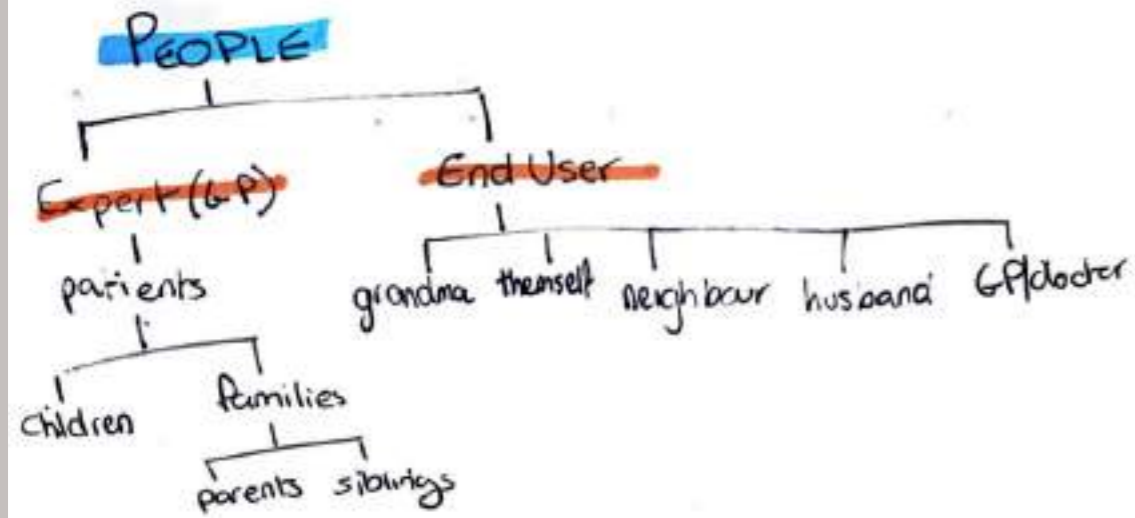 PEOPLE
Expert (GP) End User
patients
grandma themself neighbour husband GP/doctor
children families
parents siblings